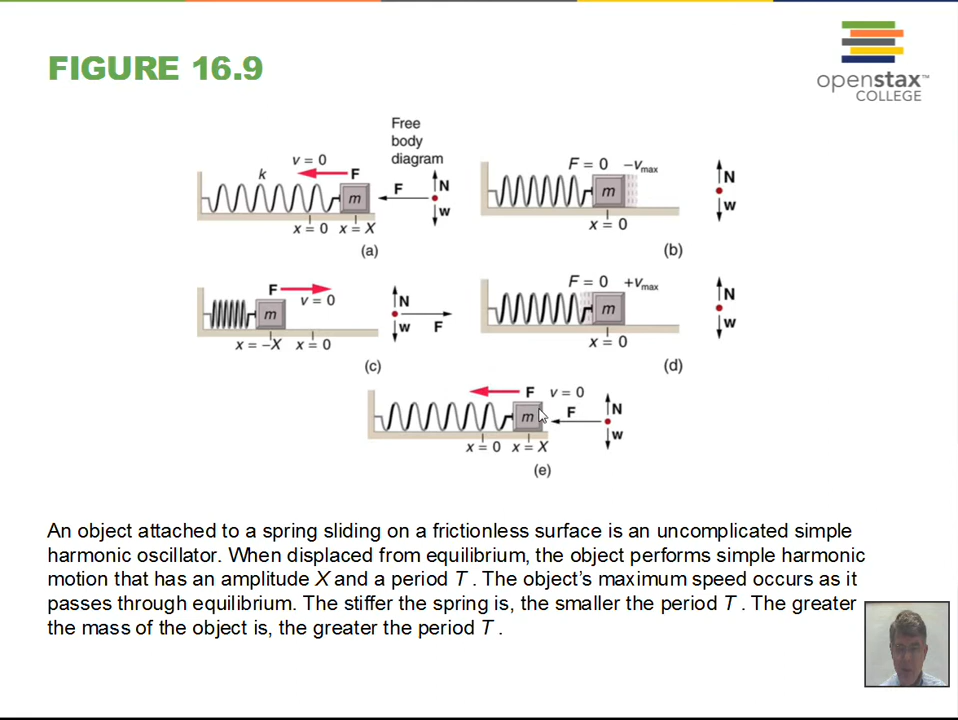 FIGURE 16.9
openstax™
COLLEGE
Free
body
diagram
v = 0
k
F
m
F
N
w
x = 0 x = X
(a)
F = 0 −vmax
m
x = 0
N
w
(b)
F
v = 0
m
x = −X x = 0
N
w
F
(c)
F = 0 +vmax
m
x = 0
N
w
(d)
F v = 0
m
F
N
w
x = 0 x = X
(e)
An object attached to a spring sliding on a frictionless surface is an uncomplicated simple
harmonic oscillator. When displaced from equilibrium, the object performs simple harmonic
motion that has an amplitude X and a period T . The object’s maximum speed occurs as it
passes through equilibrium. The stiffer the spring is, the smaller the period T . The greater
the mass of the object is, the greater the period T .